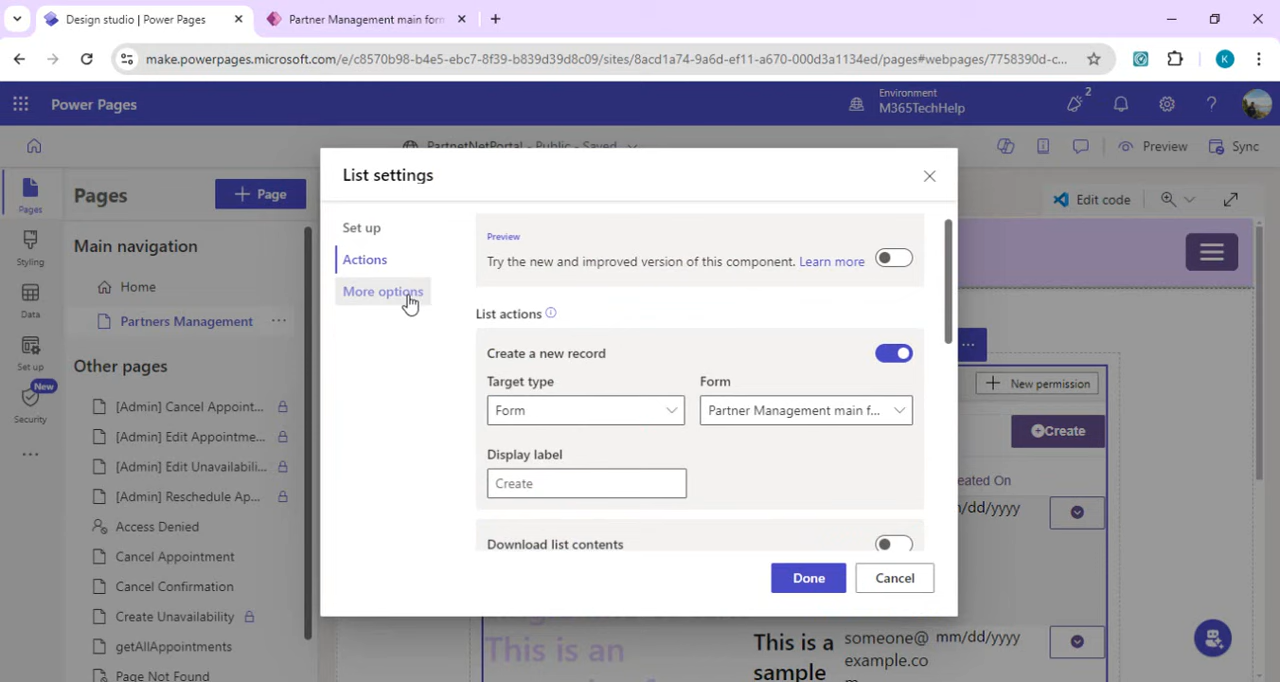 Design studio | Power Pages
Partner Management main form
make.powerpages.microsoft.com/e/c8570b98-b4e5-ebc7-8f39-b839d39d8c09/sites/8acd1a74-9a6d-ef11-a670-000d3a1134ed/pages#webpages/7758390d-c...
K
Power Pages
Environment
M365TechHelp
2
PartnetNetPortal - Public - Saved
Preview
Sync
Pages
Styling
Data
Set up
New
Security
Pages
Page
Main navigation
Home
Partners Management
Other pages
[Admin] Cancel Appoint...
[Admin] Edit Appointme...
[Admin] Edit Unavailabili...
[Admin] Reschedule Ap...
Access Denied
Cancel Appointment
Cancel Confirmation
Create Unavailability
getAllAppointments
Page Not Found
Edit code
List settings
Set up
Actions
More options
Preview
Try the new and improved version of this component. Learn more
List actions
Create a new record
Target type
Form
Form
Partner Management main f...
Display label
Create
Download list contents
Done
Cancel
New permission
Create
eated On
m/dd/yyyy
This is an
This is a
sample
someone@
example.co
m
mm/dd/yyyy